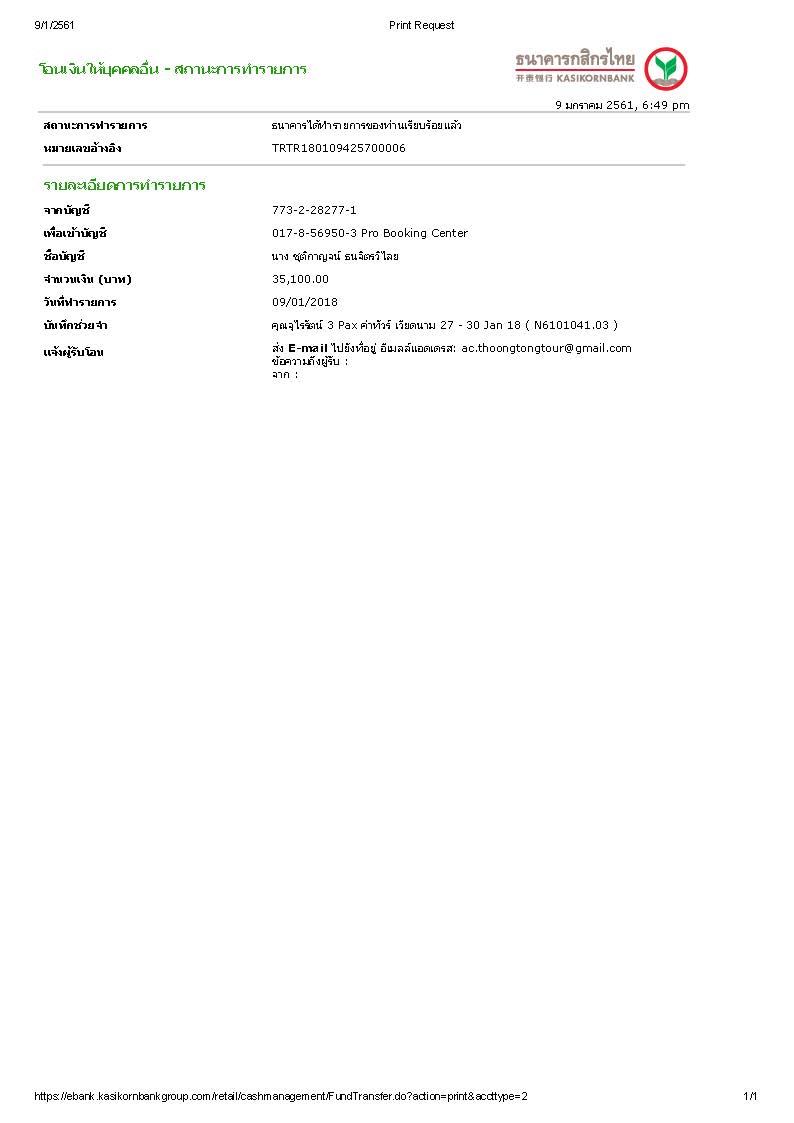 9/1/2561 Print Request
โอนเงินให้บุคคลอื่น - สถานะการทำรายการ
ธนาคารกสิกรไทย
开泰银行 KASIKORNBANK
9 มกราคม 2561, 6:49 pm
สถานะการทำรายการ ธนาคารได้ทำรายการของท่านเรียบร้อยแล้ว
หมายเลขอ้างอิง TRTR180109425700006
รายละเอียดการทำรายการ
จากบัญชี 773-2-28277-1
เพื่อเข้าบัญชี 017-8-56950-3 Pro Booking Center
ชื่อบัญชี นาง ชุติกาญจน์ ธนจิตรวิไลย
จำนวนเงิน (บาท) 35,100.00
วันที่ทำรายการ 09/01/2018
บันทึกช่วยจำ คุณจุไรรัตน์ 3 Pax ค่าทัวร์ เวียดนาม 27 - 30 Jan 18 ( N6101041.03 )
แจ้งผู้รับโอน ส่ง E-mail ไปยังที่อยู่ อีเมลล์แอดเดรส: ac.thoongtongtour@gmail.com
ข้อความถึงผู้รับ :
จาก :
https://ebank.kasikornbankgroup.com/retail/cashmanagement/FundTransfer.do?action=print&accttype=2 1/1